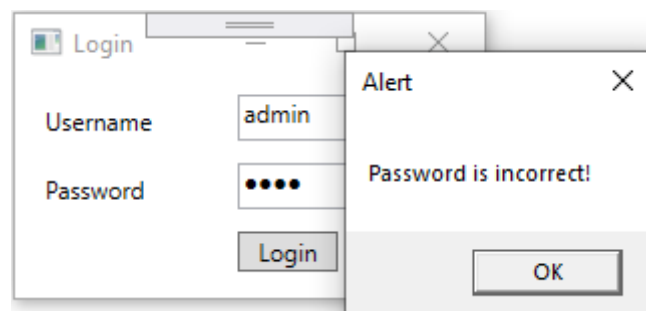 Login
Alert
Username
admin
Password is incorrect!
Password
••••
Login
OK